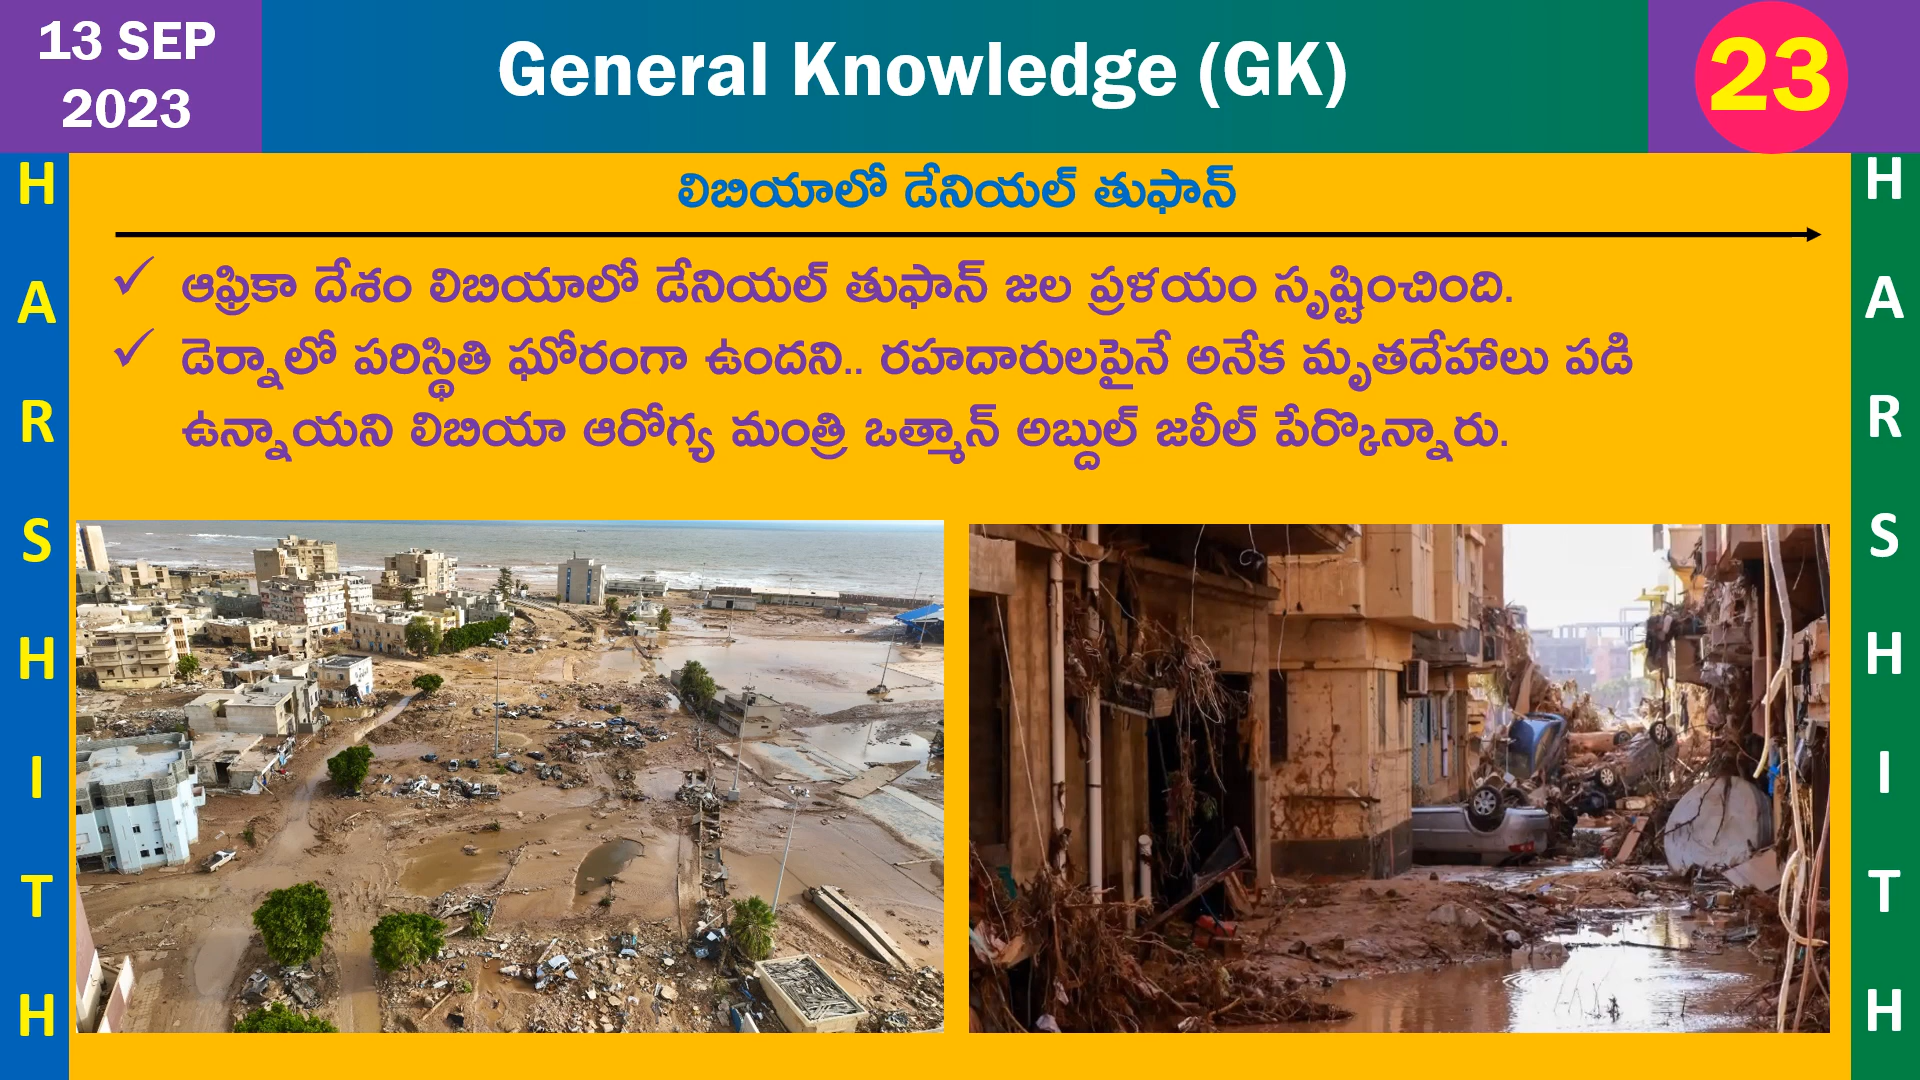 13 SEP
2023
General Knowledge (GK)
23
లిబియాలో డేనియల్ తుఫాన్
ఆఫ్రికా దేశం లిబియాలో డేనియల్ తుఫాన్ జల ప్రళయం సృష్టించింది.
డెర్నాలో పరిస్థితి ఘోరంగా ఉందని.. రహదారులపైనే అనేక మృతదేహాలు పడి
ఉన్నాయని లిబియా ఆరోగ్య మంత్రి ఒత్మాన్ అబ్దుల్ జలీల్ పేర్కొన్నారు.
HARSHITH
HARSHITH